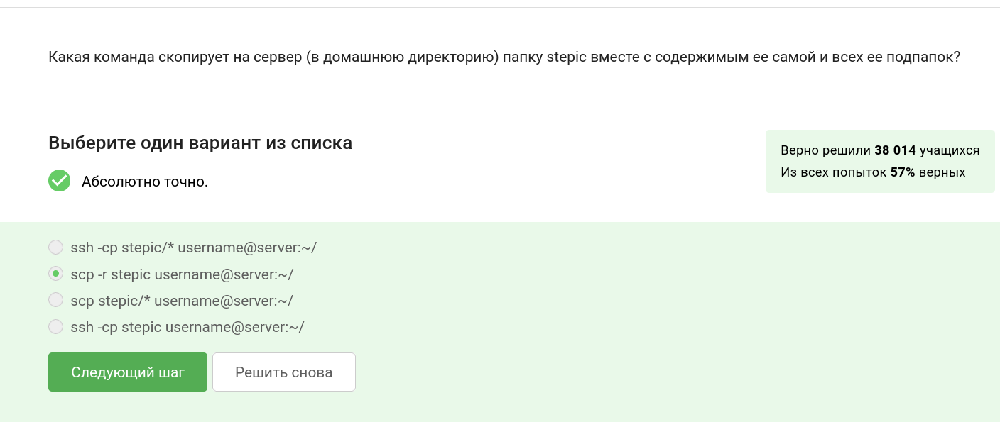 Какая команда скопирует на сервер (в домашнюю директорию) папку stepic вместе с содержимым ее самой и всех ее подпапок?
Выберите один вариант из списка
Верно решили 38 014 учащихся
Из всех попыток 57% верных
Абсолютно точно.
ssh -cp stepic/* username@server:~/
scp -r stepic username@server:~/
scp stepic/* username@server:~/
ssh -cp stepic username@server:~/
Следующий шаг
Решить снова